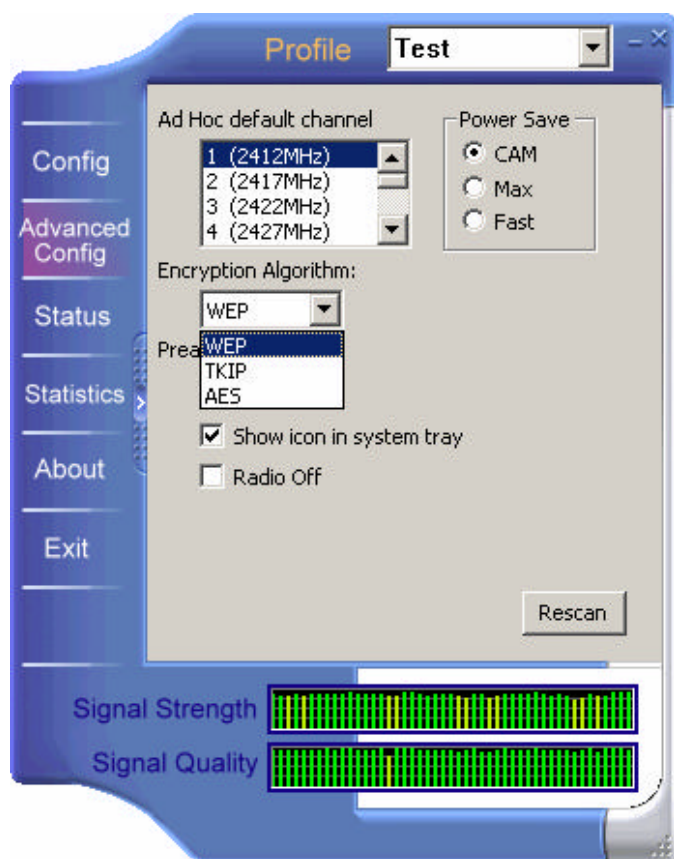 Profile Test
Config
Advanced
Config
Status
Statistics
About
Exit
Ad Hoc default channel
1 (2412MHz)
2 (2417MHz)
3 (2422MHz)
4 (2427MHz)
Power Save
CAM
Max
Fast
Encryption Algorithm:
WEP
Prea
WEP
TKIP
AES
Show icon in system tray
Radio Off
Rescan
Signal Strength
Signal Quality